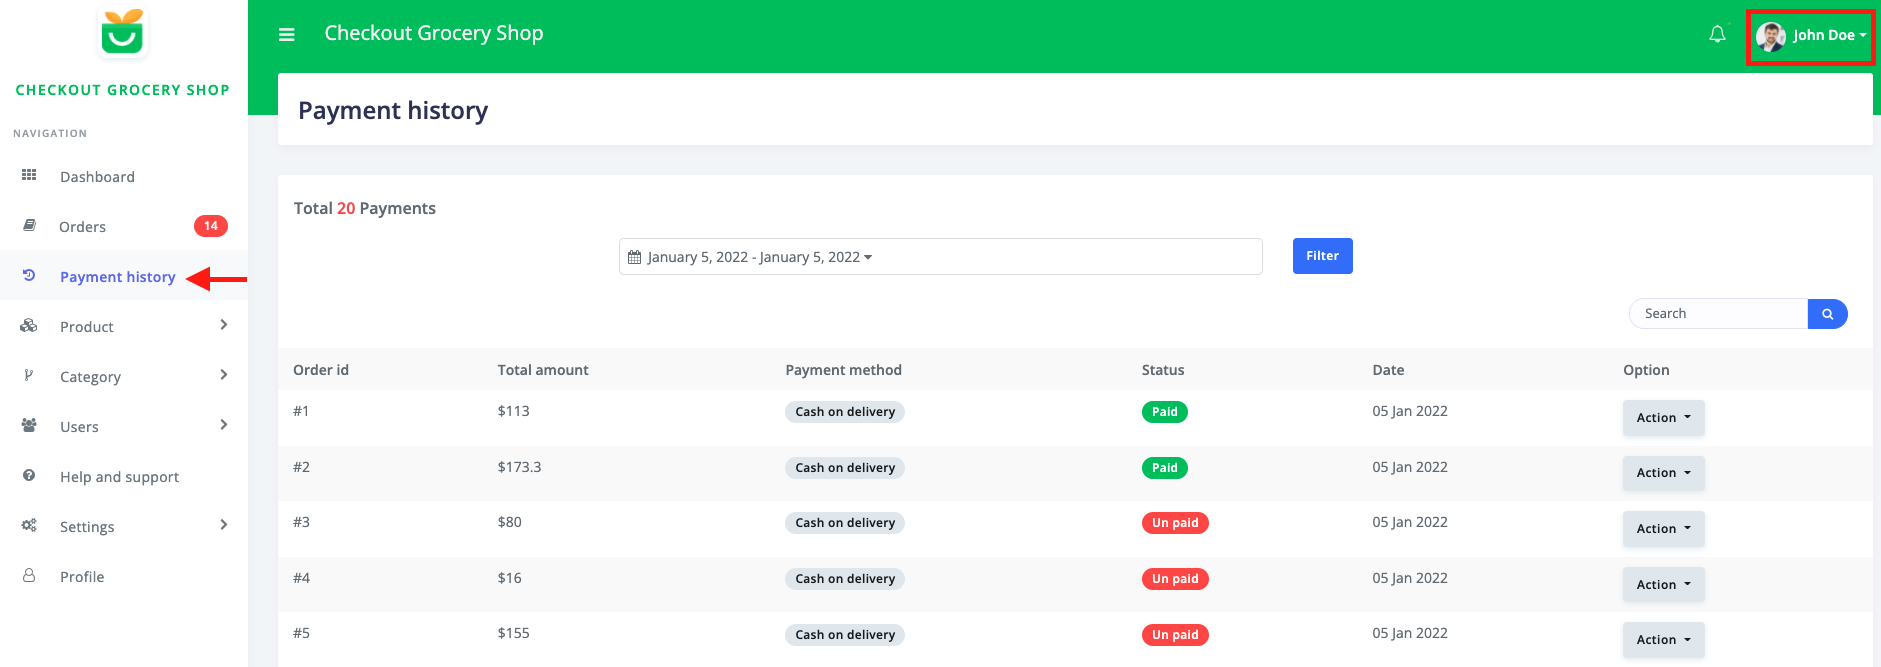 CHECKOUT GROCERY SHOP
NAVIGATION
Dashboard
Orders 14
Payment history
Product
Category
Users
Help and support
Settings
Profile
Checkout Grocery Shop
John Doe
Payment history
Total 20 Payments
January 5, 2022 - January 5, 2022
Filter
Search
Order id Total amount Payment method Status Date Option
#1 $113 Cash on delivery Paid 05 Jan 2022 Action
#2 $173.3 Cash on delivery Paid 05 Jan 2022 Action
#3 $80 Cash on delivery Un paid 05 Jan 2022 Action
#4 $16 Cash on delivery Un paid 05 Jan 2022 Action
#5 $155 Cash on delivery Un paid 05 Jan 2022 Action